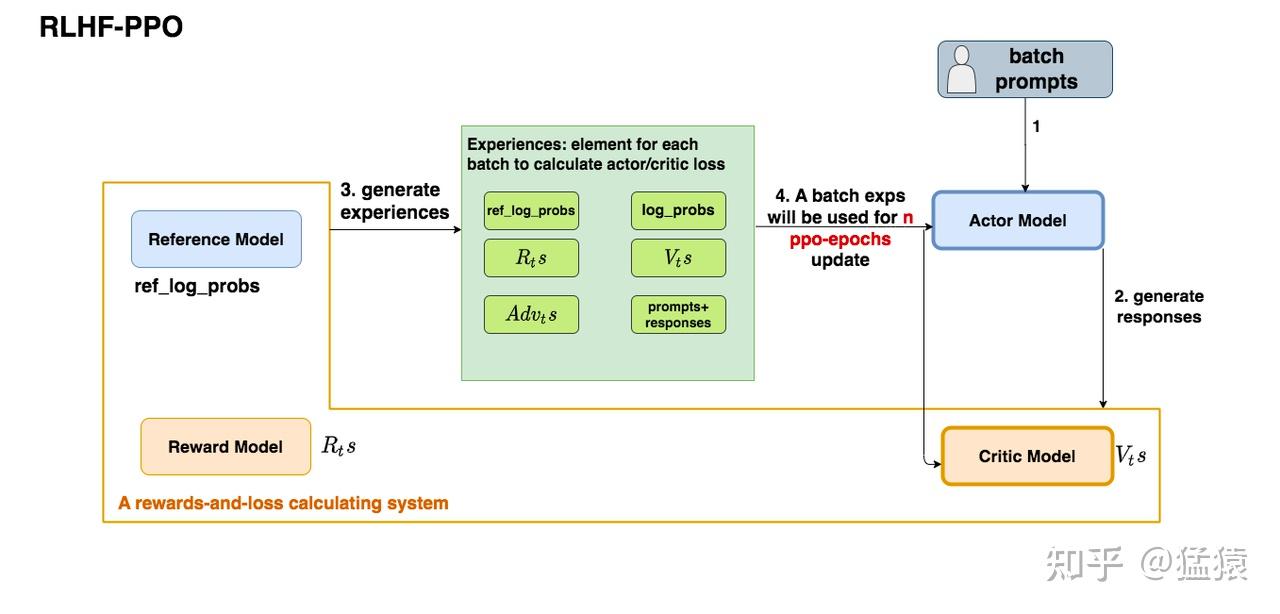 RLHF-PPO
batch
prompts
1
Experiences: element for each
batch to calculate actor/critic loss
3. generate
experiences
ref_log_probs
log_probs
4. A batch exps
will be used for n
ppo-epochs
update
Actor Model
Reference Model
R_t s
V_t s
ref_log_probs
Adv_t s
prompts+
responses
2. generate
responses
Reward Model
R_t s
Critic Model
V_t s
A rewards-and-loss calculating system
知乎 @猛猿